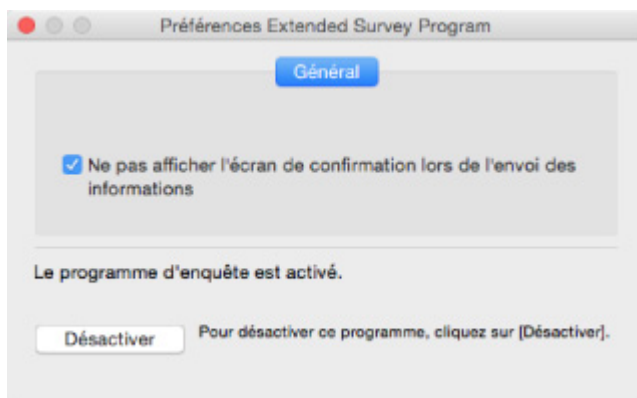 Préférences Extended Survey Program
Général
Ne pas afficher l'écran de confirmation lors de l'envoi des
informations
Le programme d'enquête est activé.
Désactiver
Pour désactiver ce programme, cliquez sur [Désactiver].